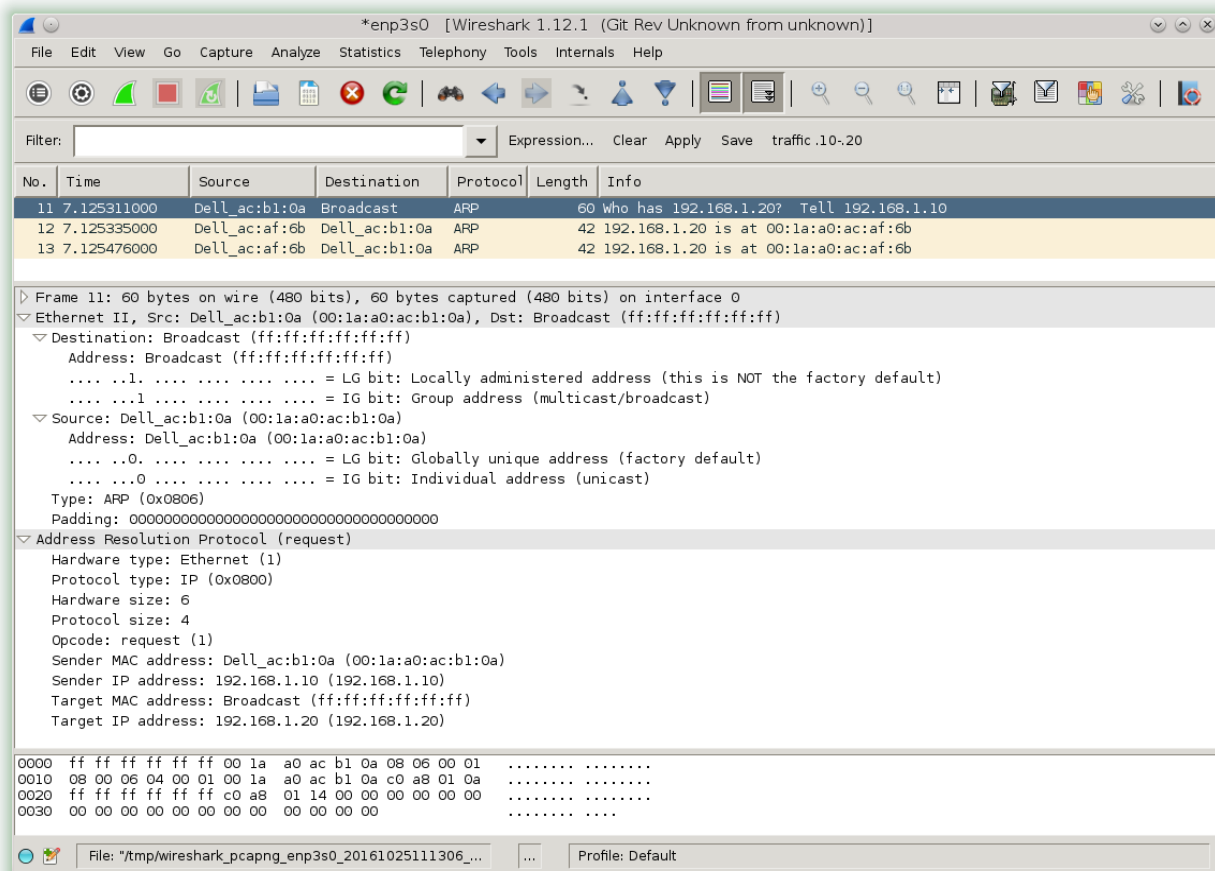 *enp3s0 [Wireshark 1.12.1 (Git Rev Unknown from unknown)]
File Edit View Go Capture Analyze Statistics Telephony Tools Internals Help
Filter: Expression... Clear Apply Save traffic .10-.20
No. Time Source Destination Protocol Length Info
11 7.125311000 Dell_ac:b1:0a Broadcast ARP 60 Who has 192.168.1.20? Tell 192.168.1.10
12 7.125335000 Dell_ac:af:6b Dell_ac:b1:0a ARP 42 192.168.1.20 is at 00:1a:a0:ac:af:6b
13 7.125476000 Dell_ac:af:6b Dell_ac:b1:0a ARP 42 192.168.1.20 is at 00:1a:a0:ac:af:6b
Frame 11: 60 bytes on wire (480 bits), 60 bytes captured (480 bits) on interface 0
Ethernet II, Src: Dell_ac:b1:0a (00:1a:a0:ac:b1:0a), Dst: Broadcast (ff:ff:ff:ff:ff:ff)
Destination: Broadcast (ff:ff:ff:ff:ff:ff)
Address: Broadcast (ff:ff:ff:ff:ff:ff)
.... ..1. .... .... .... .... = LG bit: Locally administered address (this is NOT the factory default)
.... ...1 .... .... .... .... = IG bit: Group address (multicast/broadcast)
Source: Dell_ac:b1:0a (00:1a:a0:ac:b1:0a)
Address: Dell_ac:b1:0a (00:1a:a0:ac:b1:0a)
.... ..0. .... .... .... .... = LG bit: Globally unique address (factory default)
.... ...0 .... .... .... .... = IG bit: Individual address (unicast)
Type: ARP (0x0806)
Padding: 000000000000000000000000000000000000
Address Resolution Protocol (request)
Hardware type: Ethernet (1)
Protocol type: IP (0x0800)
Hardware size: 6
Protocol size: 4
Opcode: request (1)
Sender MAC address: Dell_ac:b1:0a (00:1a:a0:ac:b1:0a)
Sender IP address: 192.168.1.10 (192.168.1.10)
Target MAC address: Broadcast (ff:ff:ff:ff:ff:ff)
Target IP address: 192.168.1.20 (192.168.1.20)
0000 ff ff ff ff ff ff 00 1a a0 ac b1 0a 08 06 00 01 ........ ........
0010 08 00 06 04 00 01 00 1a a0 ac b1 0a c0 a8 01 0a ........ ........
0020 ff ff ff ff ff ff c0 a8 01 14 00 00 00 00 00 00 ........ ........
0030 00 00 00 00 00 00 00 00 00 00 00 00 ........ ....
File: "/tmp/wireshark_pcapng_enp3s0_20161025111306_... ... Profile: Default